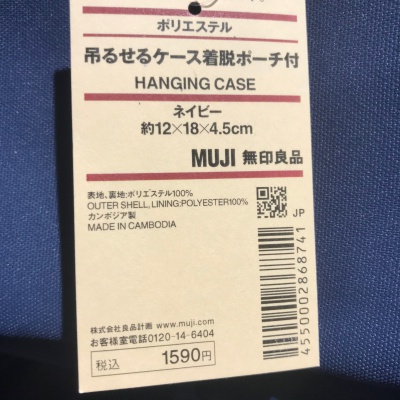 ポリエステル
吊るせるケース着脱ポーチ付
HANGING CASE
ネイビー
約12×18×4.5cm
MUJI 無印良品
表地、裏地:ポリエステル100%
OUTER SHELL, LINING:POLYESTER100%
カンボジア製
MADE IN CAMBODIA
JP
4550002868741
株式会社良品計画 www.muji.com
お客様室電話0120-14-6404
税込 1590円